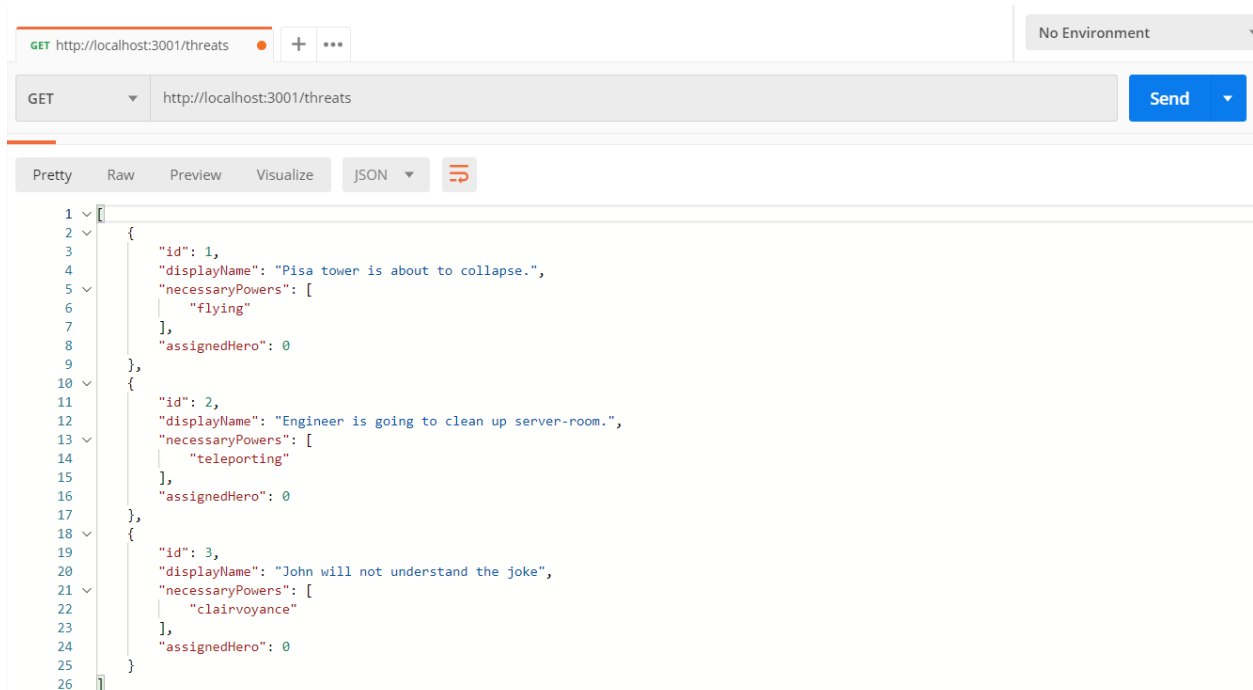 GET http://localhost:3001/threats
No Environment
GET http://localhost:3001/threats Send
Pretty Raw Preview Visualize JSON
1 [
2 {
3 "id": 1,
4 "displayName": "Pisa tower is about to collapse.",
5 "necessaryPowers": [
6 "flying"
7 ],
8 "assignedHero": 0
9 },
10 {
11 "id": 2,
12 "displayName": "Engineer is going to clean up server-room.",
13 "necessaryPowers": [
14 "teleporting"
15 ],
16 "assignedHero": 0
17 },
18 {
19 "id": 3,
20 "displayName": "John will not understand the joke",
21 "necessaryPowers": [
22 "clairvoyance"
23 ],
24 "assignedHero": 0
25 }
26 ]